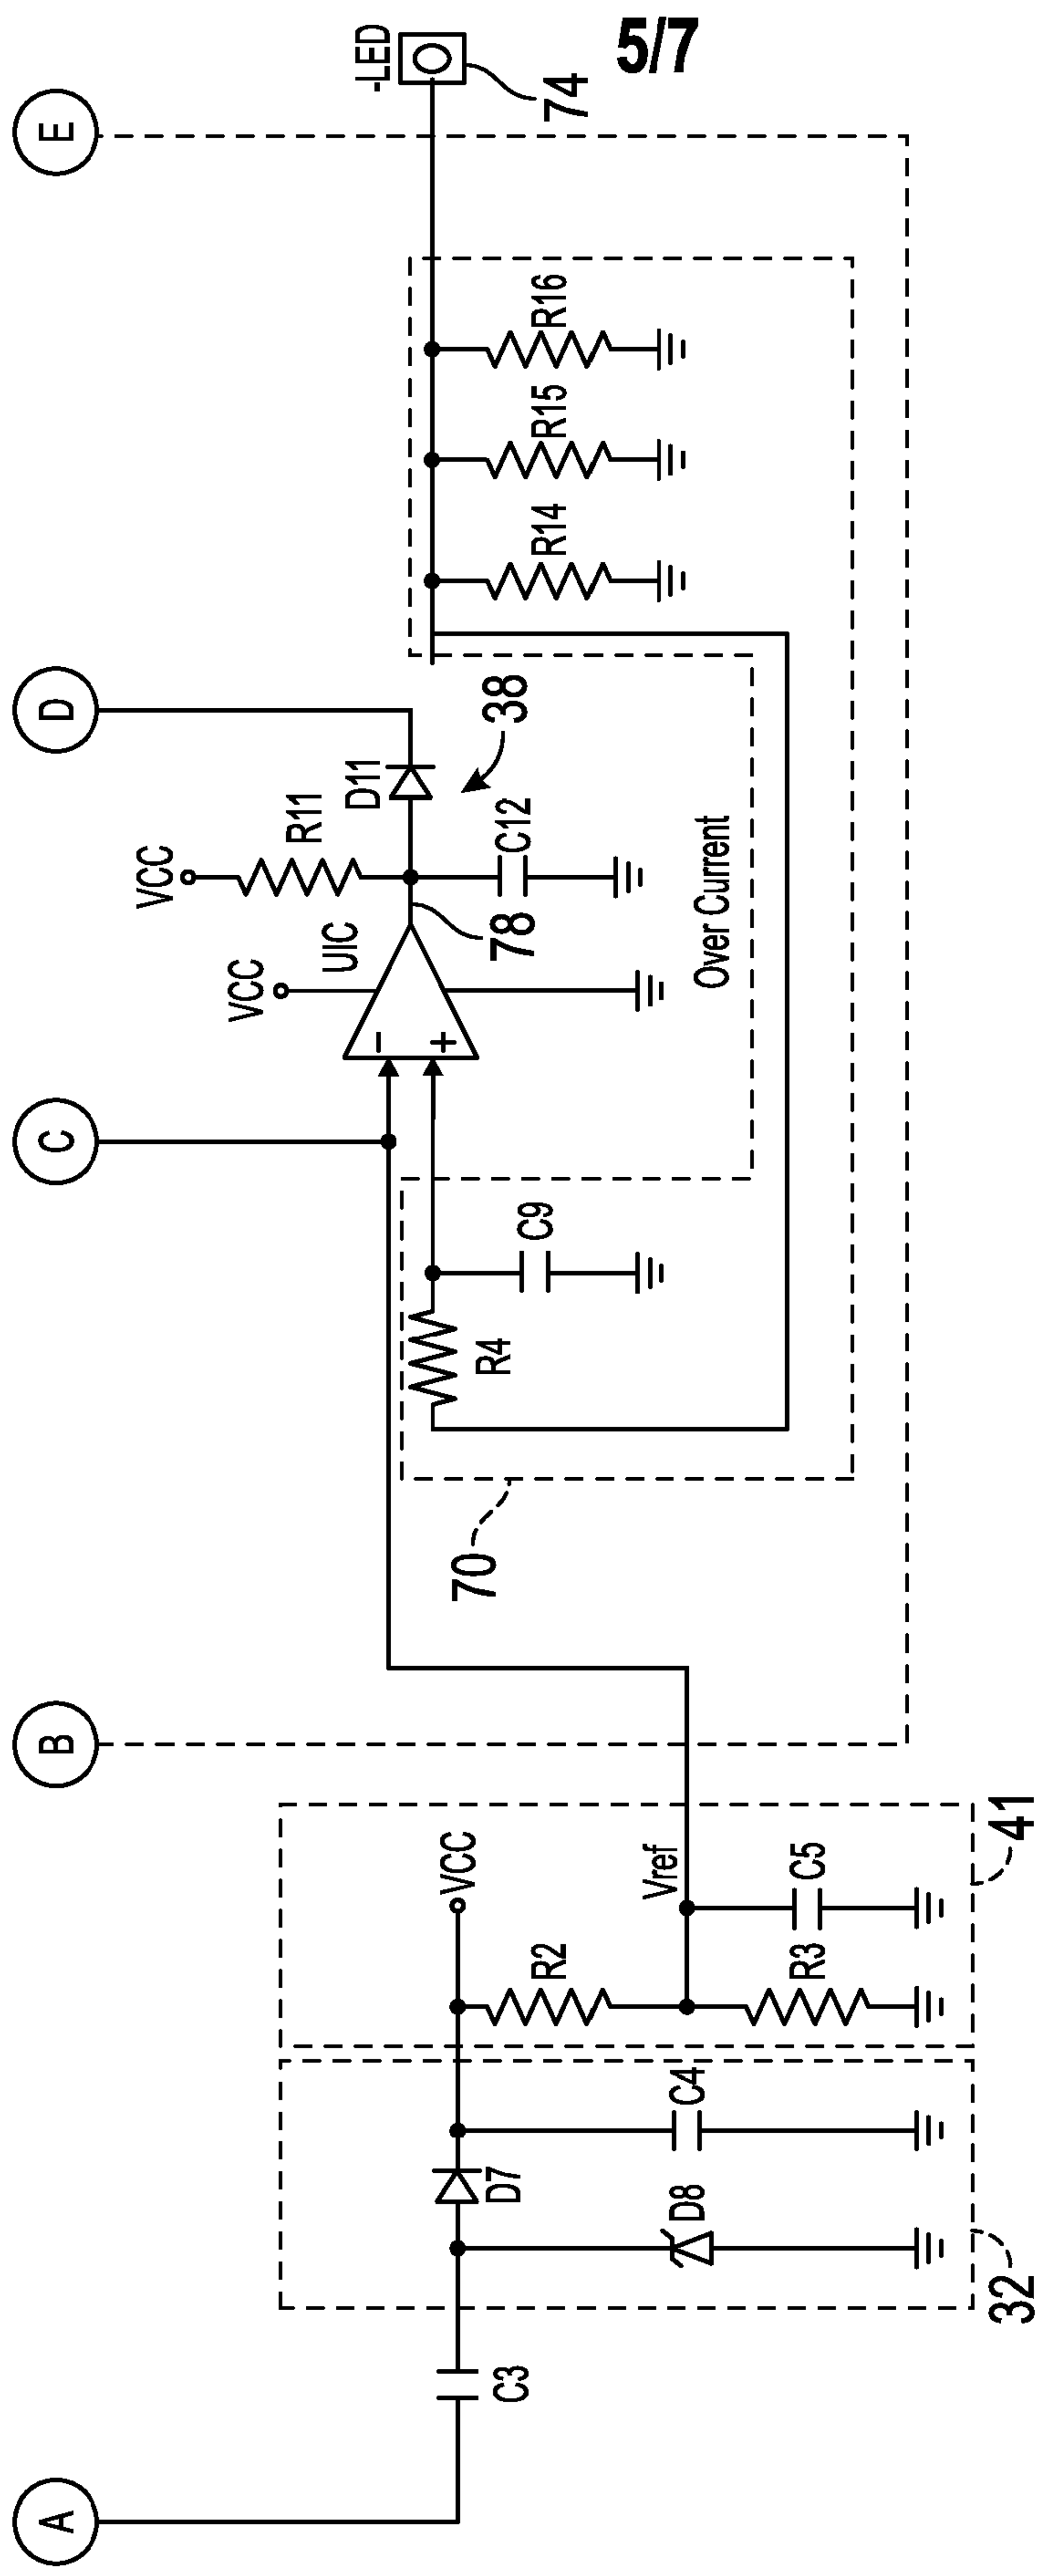 A
B
C
D
E
C3
D7
D8
C4
32
VCC
R2
Vref
R3
C5
41
70
R4
C9
VCC
VCC
UIC
R11
78
D11
C12
38
Over Current
R14
R15
R16
-LED
74
5/7
-
+